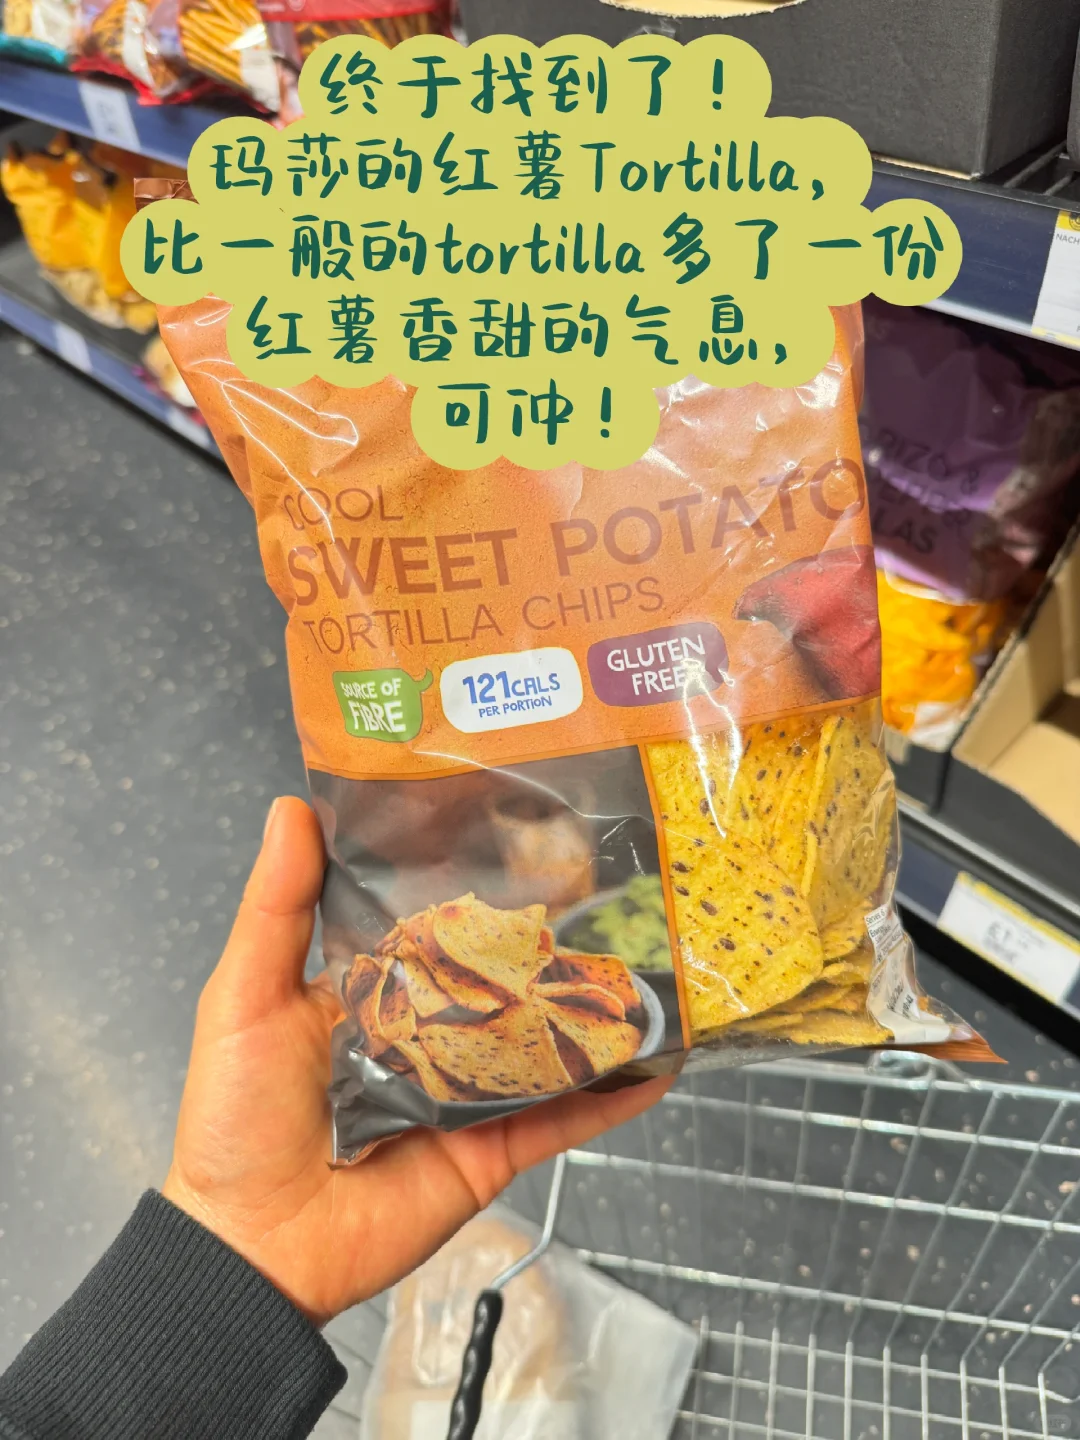 终于找到了！
玛莎的红薯Tortilla，
比一般的tortilla多了一份
红薯香甜的气息，
可冲！
COOL
SWEET POTATO
TORTILLA CHIPS
SOURCE OF
FIBRE
121CALS
PER PORTION
GLUTEN
FREE
NACH